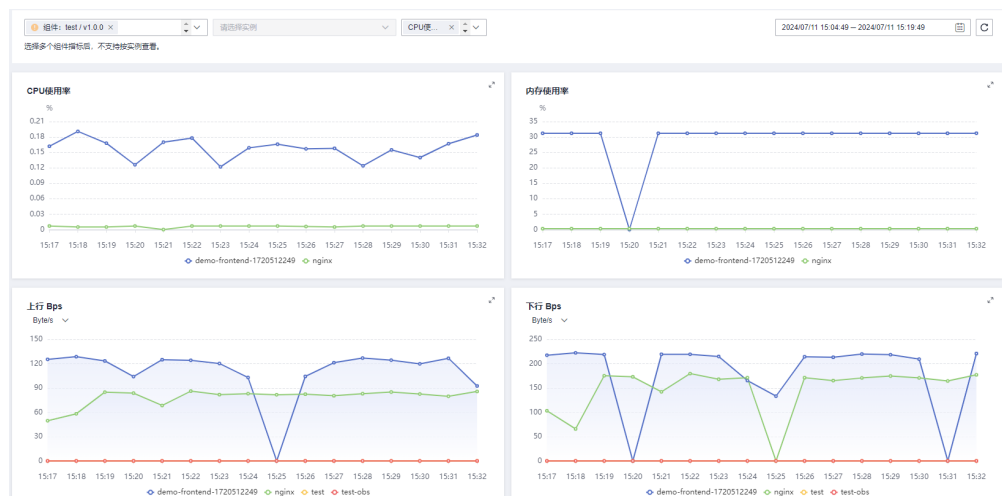 组件: test / v1.0.0 × 请选择实例 CPU使... × 2024/07/11 15:04:49 – 2024/07/11 15:19:49
选择多个组件指标后，不支持按实例查看。
CPU使用率
%
0.21
0.18
0.15
0.12
0.09
0.06
0.03
0
15:17 15:18 15:19 15:20 15:21 15:22 15:23 15:24 15:25 15:26 15:27 15:28 15:29 15:30 15:31 15:32
demo-frontend-1720512249 nginx
内存使用率
%
35
30
25
20
15
10
5
0
15:17 15:18 15:19 15:20 15:21 15:22 15:23 15:24 15:25 15:26 15:27 15:28 15:29 15:30 15:31 15:32
demo-frontend-1720512249 nginx
上行 Bps
Byte/s
150
120
90
60
30
0
15:17 15:18 15:19 15:20 15:21 15:22 15:23 15:24 15:25 15:26 15:27 15:28 15:29 15:30 15:31 15:32
demo-frontend-1720512249 nginx test test-obs
下行 Bps
Byte/s
250
200
150
100
50
0
15:17 15:18 15:19 15:20 15:21 15:22 15:23 15:24 15:25 15:26 15:27 15:28 15:29 15:30 15:31 15:32
demo-frontend-1720512249 nginx test test-obs